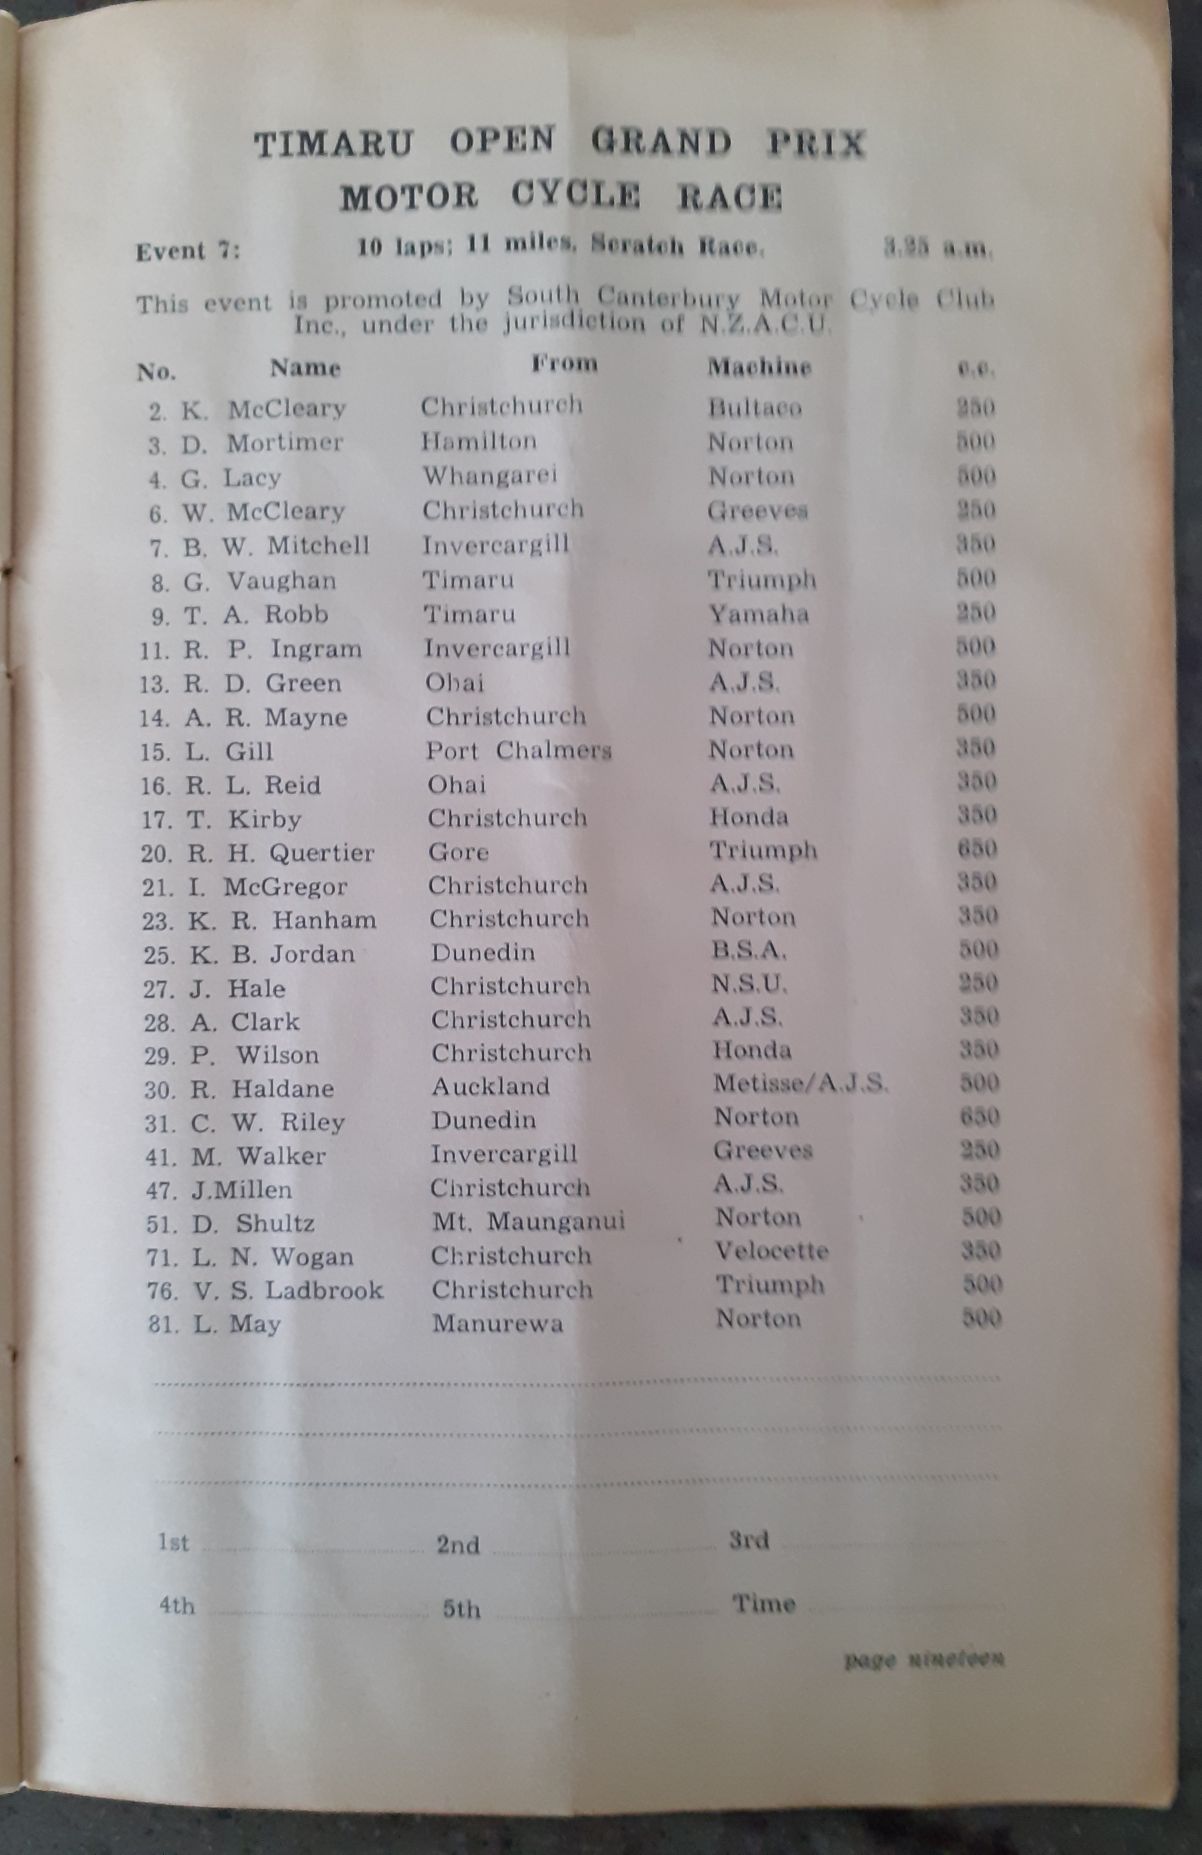 TIMARU OPEN GRAND PRIX
MOTOR CYCLE RACE
Event 7: 10 laps; 11 miles. Scratch Race. 3.25 a.m.
This event is promoted by South Canterbury Motor Cycle Club
Inc., under the jurisdiction of N.Z.A.C.U.
No. Name From Machine c.c.
2. K. McCleary Christchurch Bultaco 250
3. D. Mortimer Hamilton Norton 500
4. G. Lacy Whangarei Norton 500
6. W. McCleary Christchurch Greeves 250
7. B. W. Mitchell Invercargill A.J.S. 350
8. G. Vaughan Timaru Triumph 500
9. T. A. Robb Timaru Yamaha 250
11. R. P. Ingram Invercargill Norton 500
13. R. D. Green Ohai A.J.S. 350
14. A. R. Mayne Christchurch Norton 500
15. L. Gill Port Chalmers Norton 350
16. R. L. Reid Ohai A.J.S. 350
17. T. Kirby Christchurch Honda 350
20. R. H. Quertier Gore Triumph 650
21. I. McGregor Christchurch A.J.S. 350
23. K. R. Hanham Christchurch Norton 350
25. K. B. Jordan Dunedin B.S.A. 500
27. J. Hale Christchurch N.S.U. 250
28. A. Clark Christchurch A.J.S. 350
29. P. Wilson Christchurch Honda 350
30. R. Haldane Auckland Metisse/A.J.S. 500
31. C. W. Riley Dunedin Norton 650
41. M. Walker Invercargill Greeves 250
47. J.Millen Christchurch A.J.S. 350
51. D. Shultz Mt. Maunganui Norton 500
71. L. N. Wogan Christchurch Velocette 350
76. V. S. Ladbrook Christchurch Triumph 500
81. L. May Manurewa Norton 500
1st 2nd 3rd
4th 5th Time
page nineteen